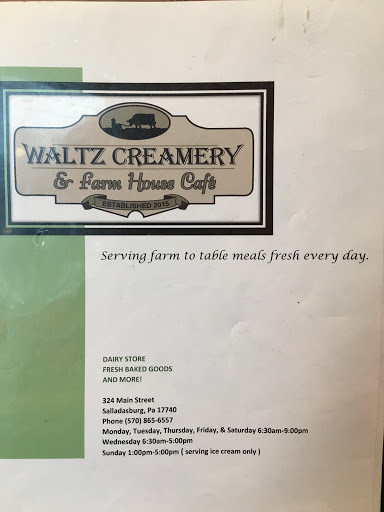 WALTZ CREAMERY
& Farm House Café
ESTABLISHED 2015
Serving farm to table meals fresh every day.
DAIRY STORE
FRESH BAKED GOODS
AND MORE!
324 Main Street
Salladasburg, Pa 17740
Phone (570) 865-6557
Monday, Tuesday, Thursday, Friday, & Saturday 6:30am-9:00pm
Wednesday 6:30am-5:00pm
Sunday 1:00pm-5:00pm ( serving ice cream only )